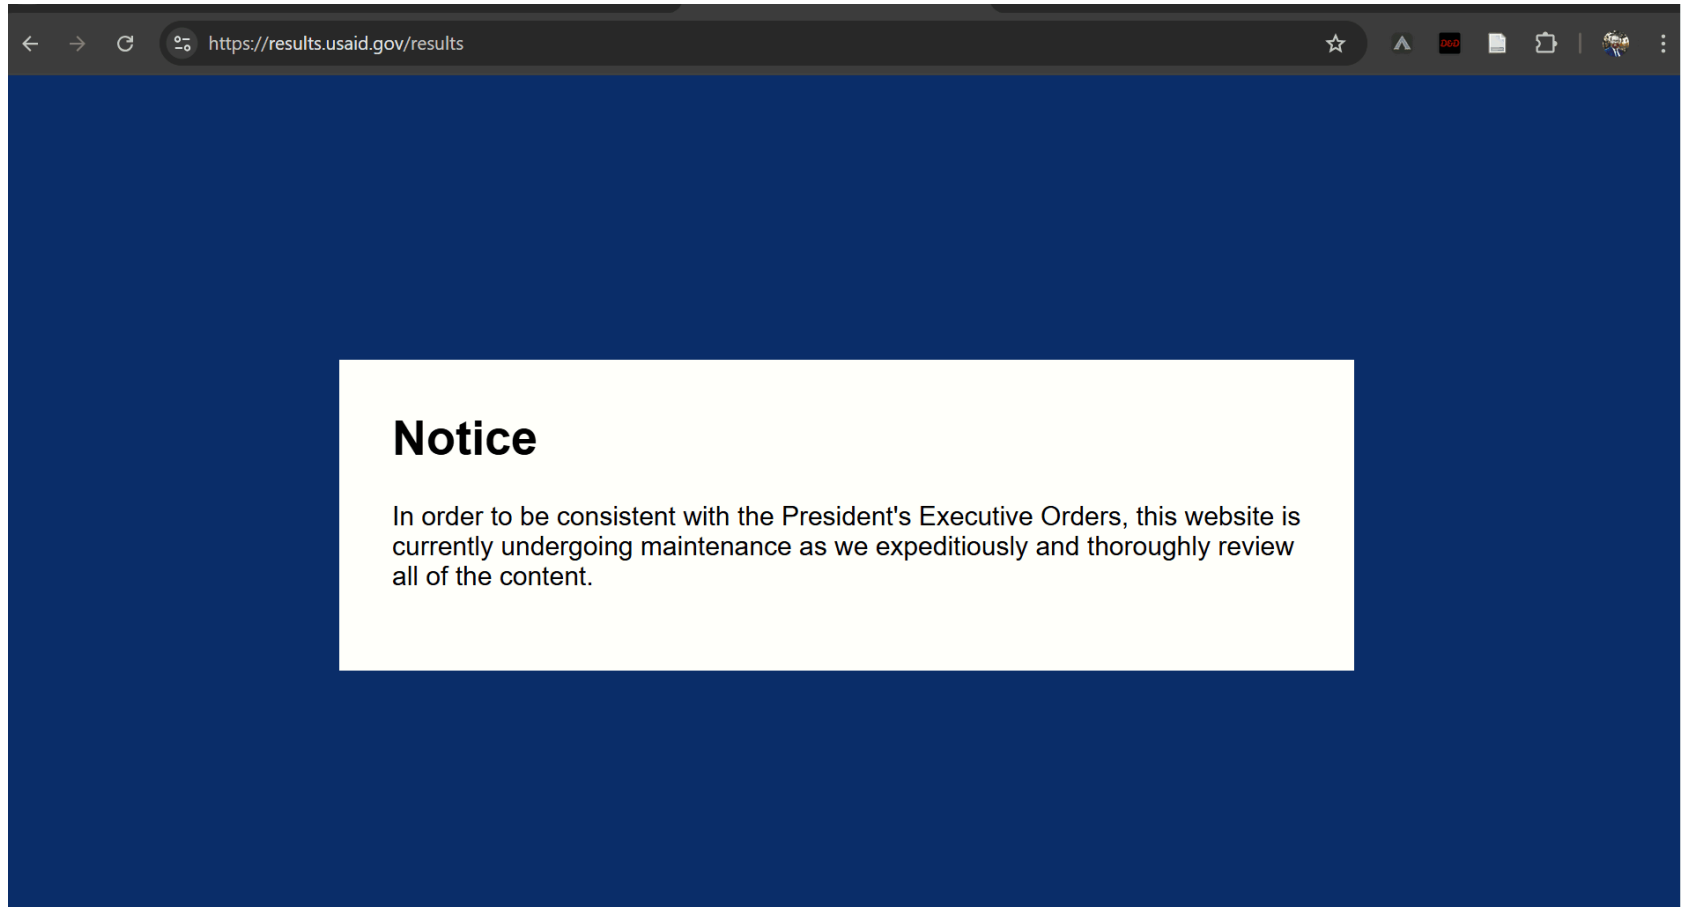 https://results.usaid.gov/results
Notice
In order to be consistent with the President's Executive Orders, this website is
currently undergoing maintenance as we expeditiously and thoroughly review
all of the content.